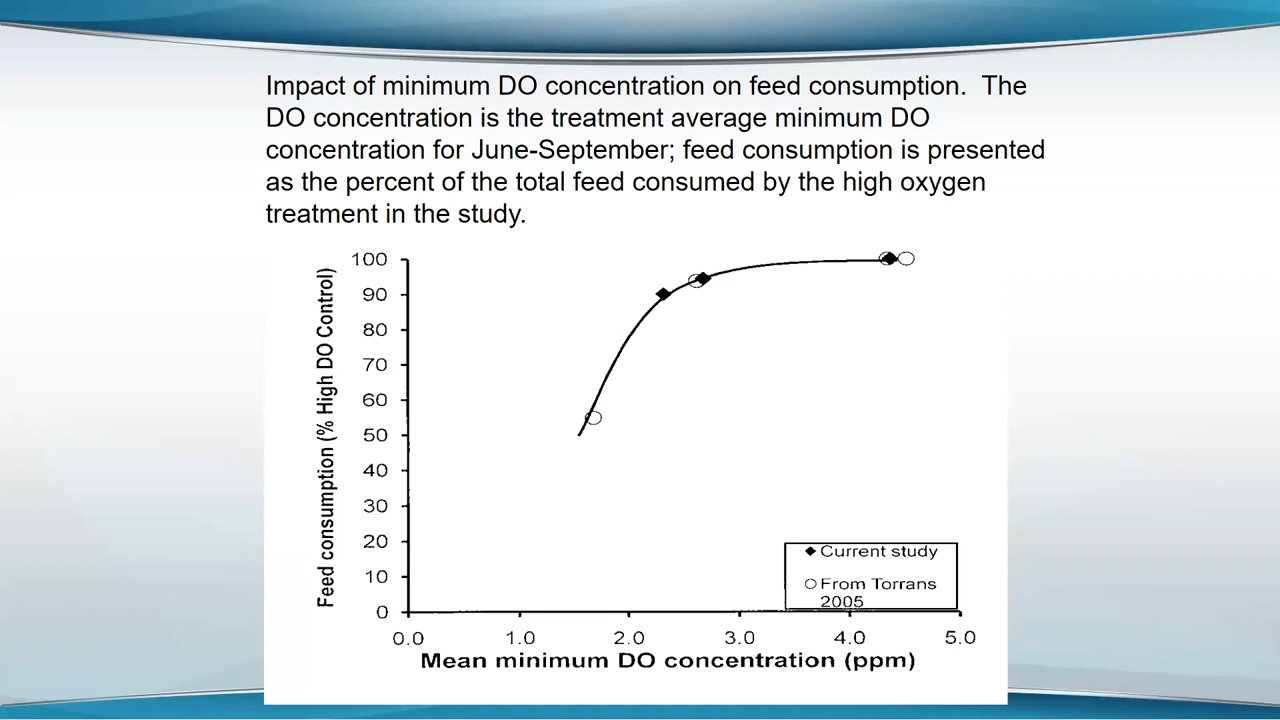 Impact of minimum DO concentration on feed consumption.  The
DO concentration is the treatment average minimum DO
concentration for June-September; feed consumption is presented
as the percent of the total feed consumed by the high oxygen
treatment in the study.
Feed consumption (% High DO Control)
100
90
80
70
60
50
40
30
20
10
0
Current study
From Torrans
2005
0.0 1.0 2.0 3.0 4.0 5.0
Mean minimum DO concentration (ppm)